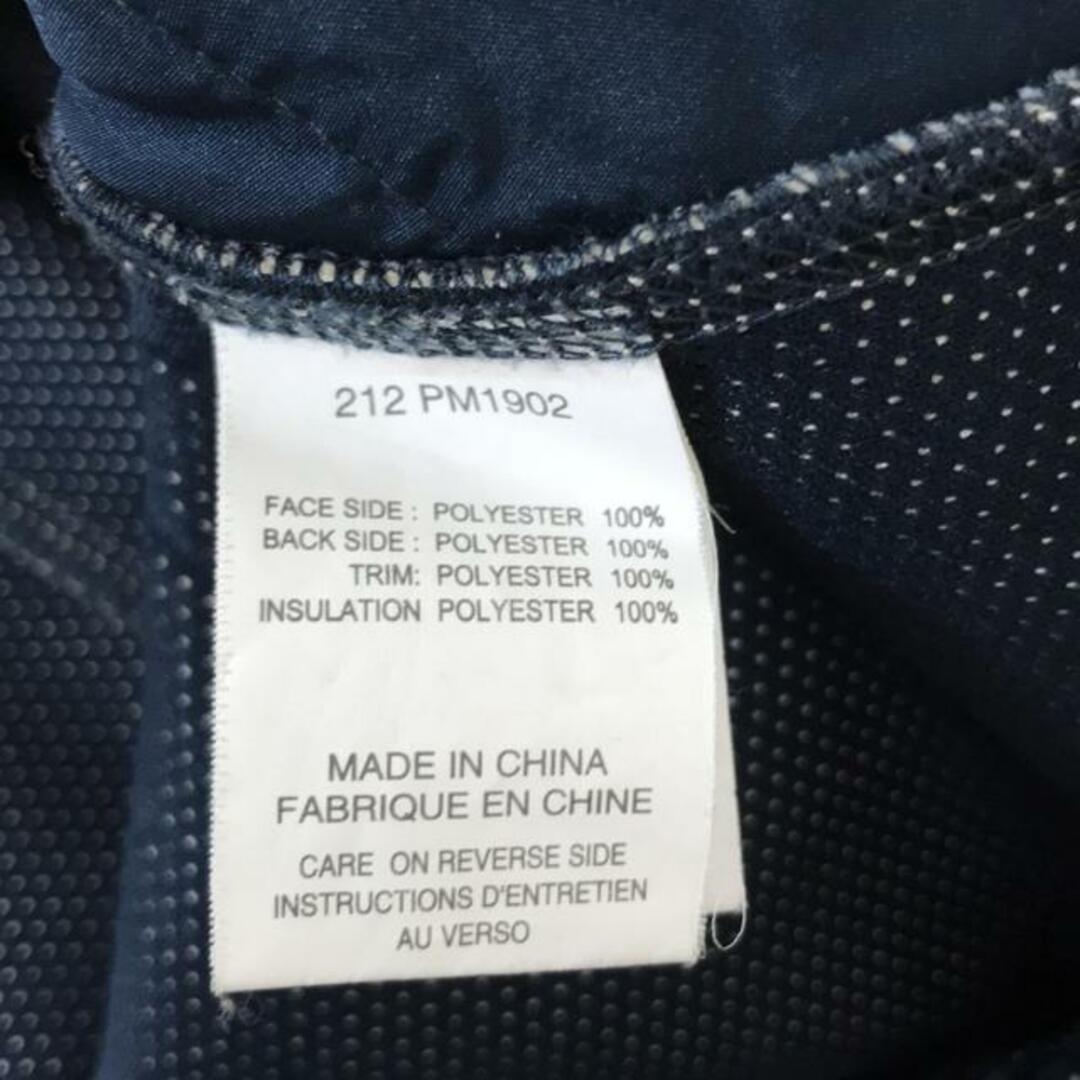 212 PM1902
FACE SIDE : POLYESTER 100%
BACK SIDE : POLYESTER 100%
TRIM: POLYESTER 100%
INSULATION POLYESTER 100%
MADE IN CHINA
FABRIQUE EN CHINE
CARE ON REVERSE SIDE
INSTRUCTIONS D'ENTRETIEN
AU VERSO